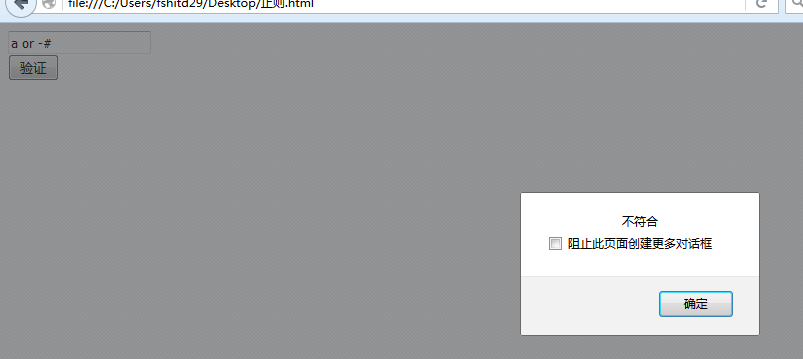 file:///C:/Users/fshitd29/Desktop/正则.html
a or -#
验证
不符合
阻止此页面创建更多对话框
确定